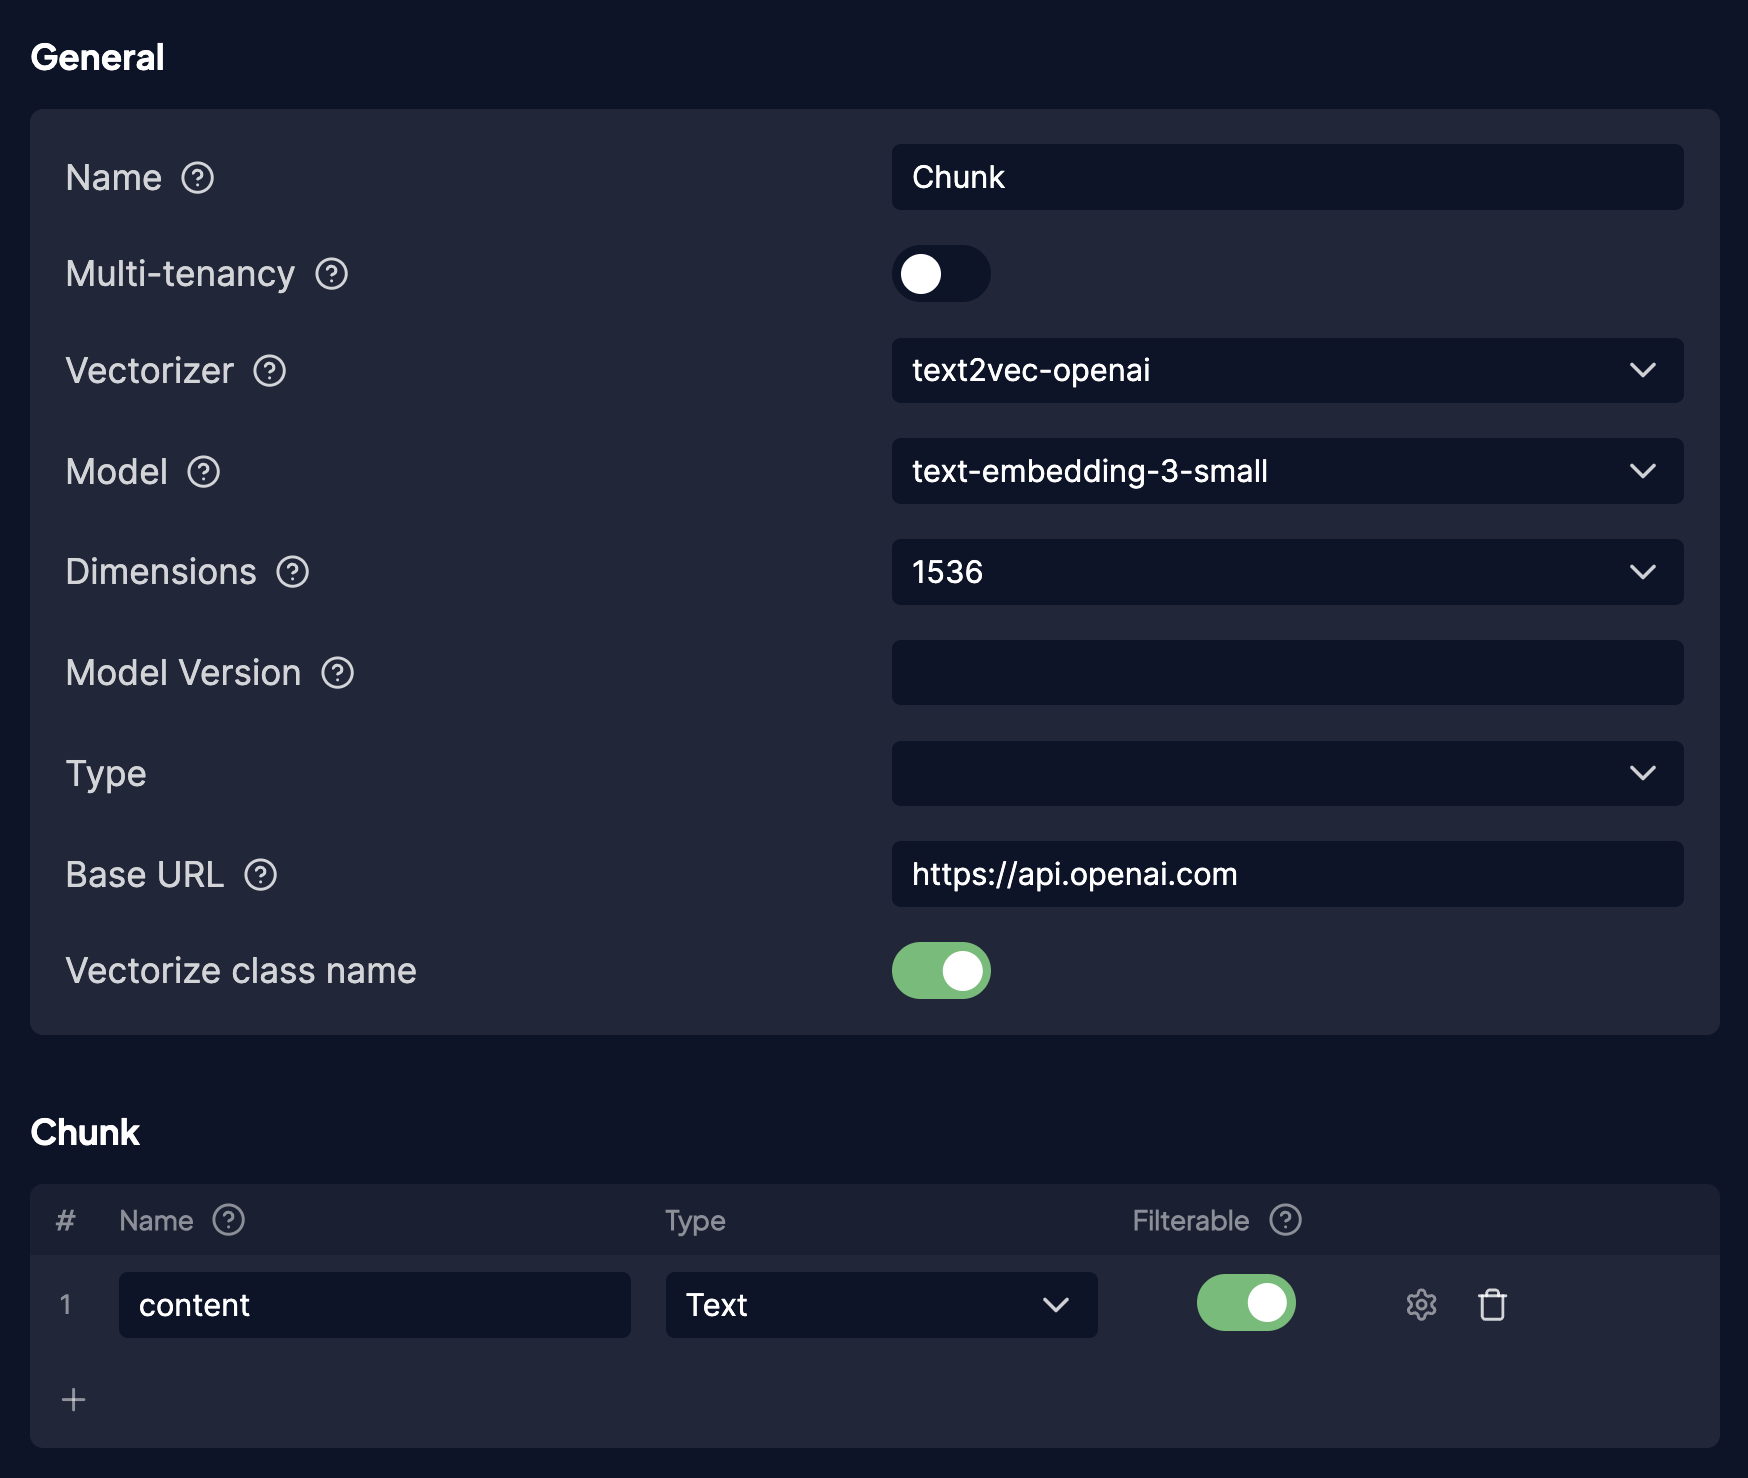 General
Name
Chunk
Multi-tenancy
Vectorizer
text2vec-openai
Model
text-embedding-3-small
Dimensions
1536
Model Version
Type
Base URL
https://api.openai.com
Vectorize class name
Chunk
# Name Type Filterable
1 content Text